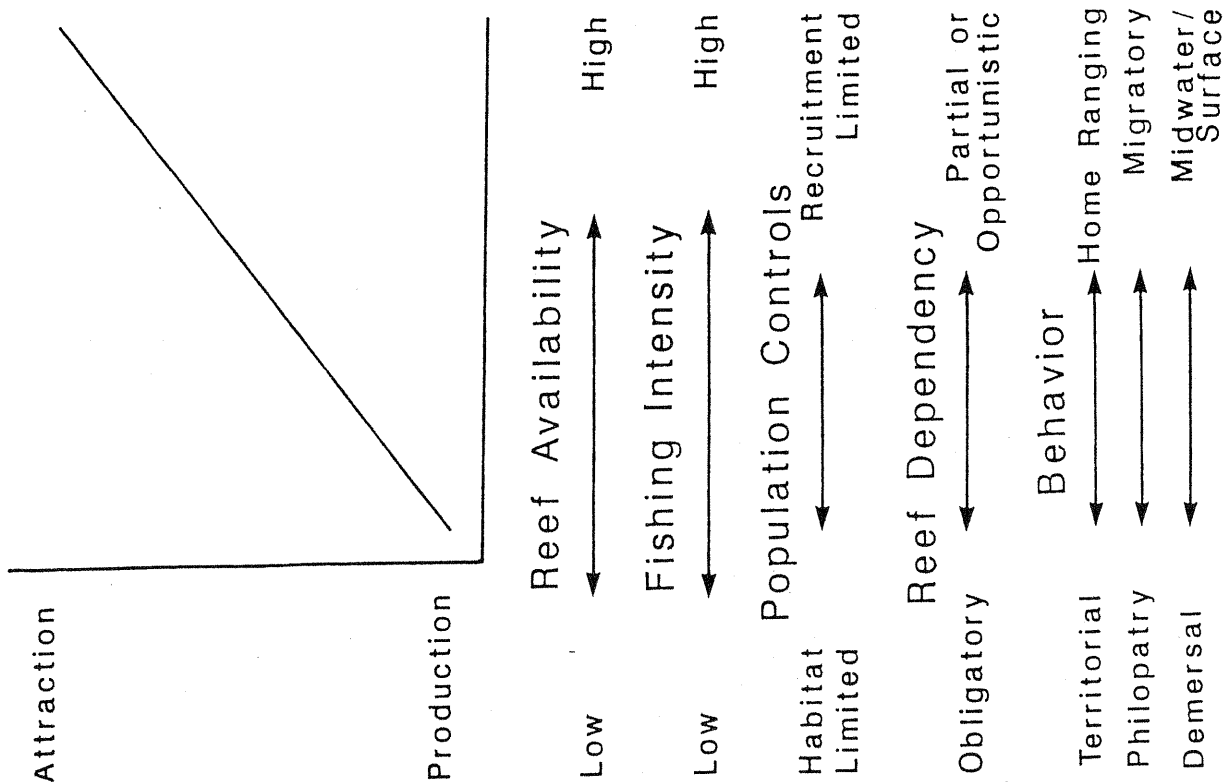 Attraction
Production
Reef Availability
Low High
Fishing Intensity
Low High
Population Controls
Habitat Recruitment
Limited Limited
Reef Dependency
Obligatory Partial or
Opportunistic
Behavior
Territorial Home Ranging
Philopatry Migratory
Demersal Midwater/
Surface